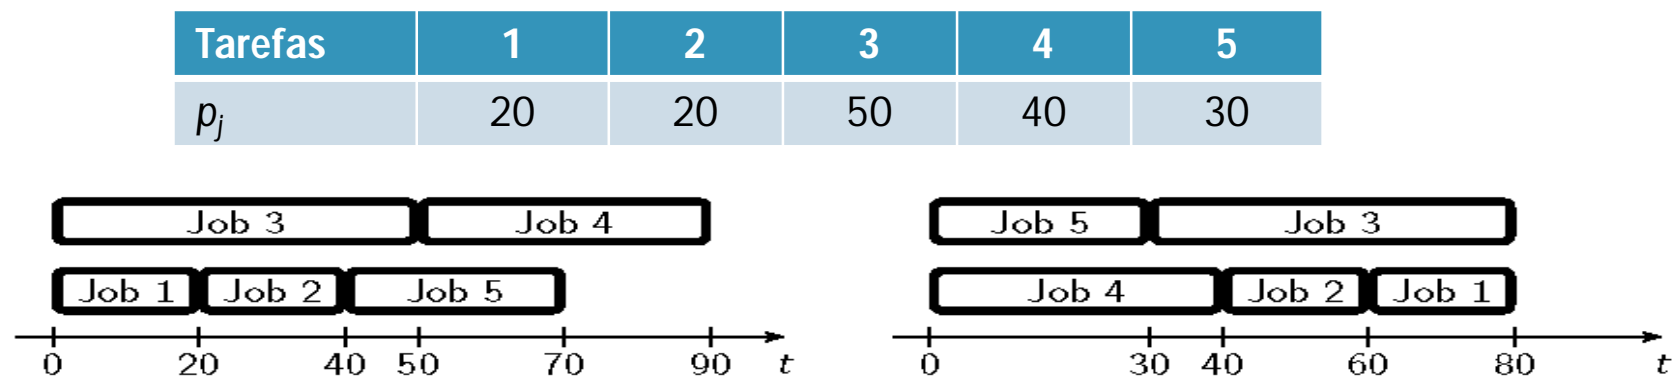 Tarefas 1 2 3 4 5
pj 20 20 50 40 30
Job 3 Job 4
Job 1 Job 2 Job 5
0 20 40 50 70 90 t
Job 5 Job 3
Job 4 Job 2 Job 1
0 30 40 60 80 t